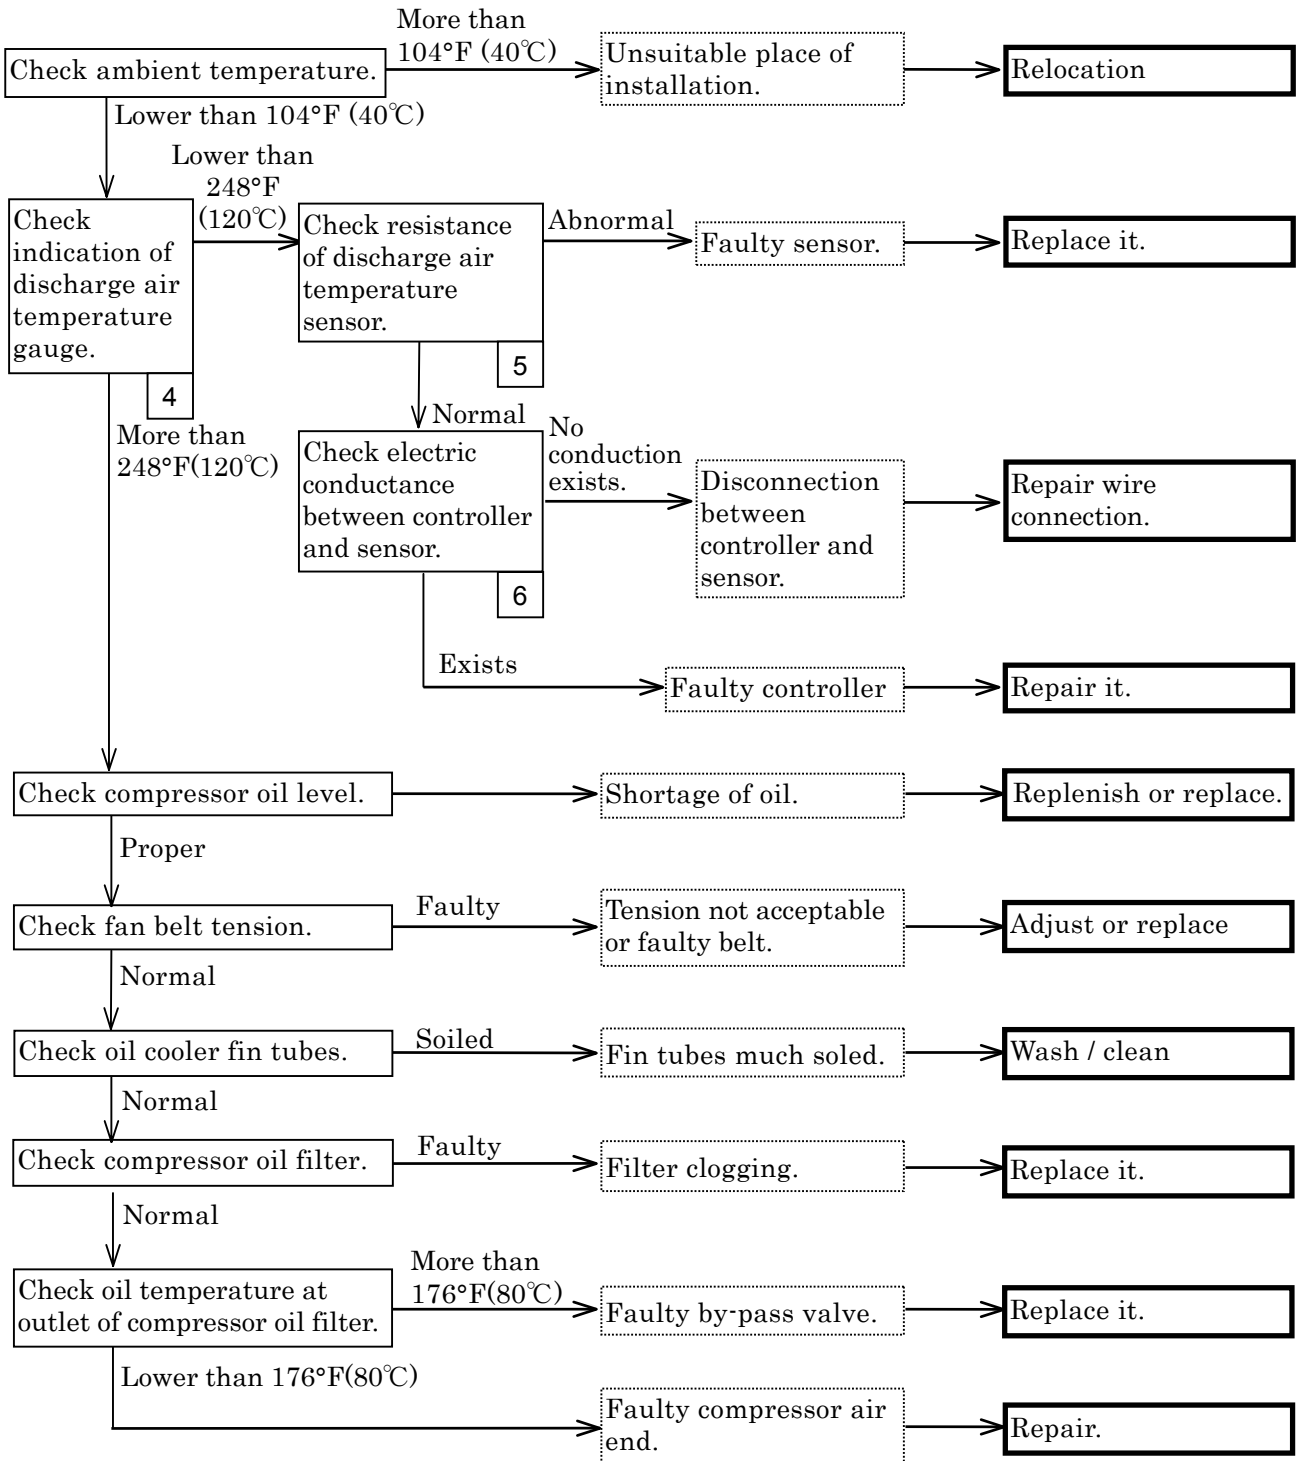 More than
104°F (40℃)
Check ambient temperature.
Unsuitable place of
installation.
Relocation
Lower than 104°F (40℃)
Lower than
248°F
(120℃)
Check
indication of
discharge air
temperature
gauge.
4
Check resistance
of discharge air
temperature
sensor.
5
Abnormal
Faulty sensor.
Replace it.
Normal
More than
248°F(120℃)
Check electric
conductance
between controller
and sensor.
6
No
conduction
exists.
Disconnection
between
controller and
sensor.
Repair wire
connection.
Exists
Faulty controller
Repair it.
Check compressor oil level.
Shortage of oil.
Replenish or replace.
Proper
Check fan belt tension.
Faulty
Tension not acceptable
or faulty belt.
Adjust or replace
Normal
Check oil cooler fin tubes.
Soiled
Fin tubes much soled.
Wash / clean
Normal
Check compressor oil filter.
Faulty
Filter clogging.
Replace it.
Normal
Check oil temperature at
outlet of compressor oil filter.
More than
176°F(80℃)
Faulty by-pass valve.
Replace it.
Lower than 176°F(80℃)
Faulty compressor air
end.
Repair.